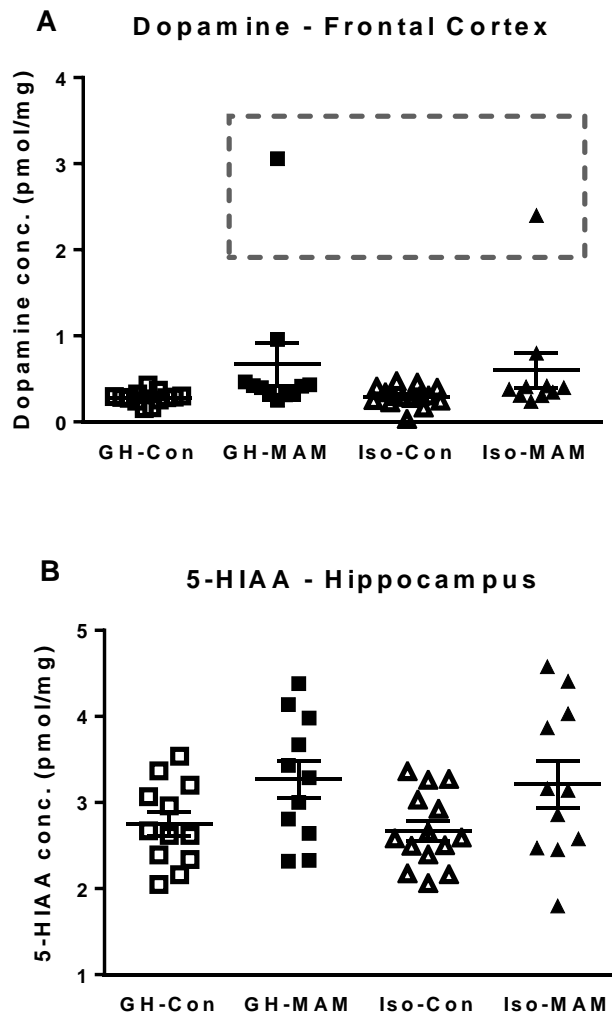 A
Dopamine - Frontal Cortex
Dopamine conc. (pmol/mg)
4
3
2
1
0
GH-Con GH-MAM Iso-Con Iso-MAM
B
5-HIAA - Hippocampus
5-HIAA conc. (pmol/mg)
5
4
3
2
1
GH-Con GH-MAM Iso-Con Iso-MAM